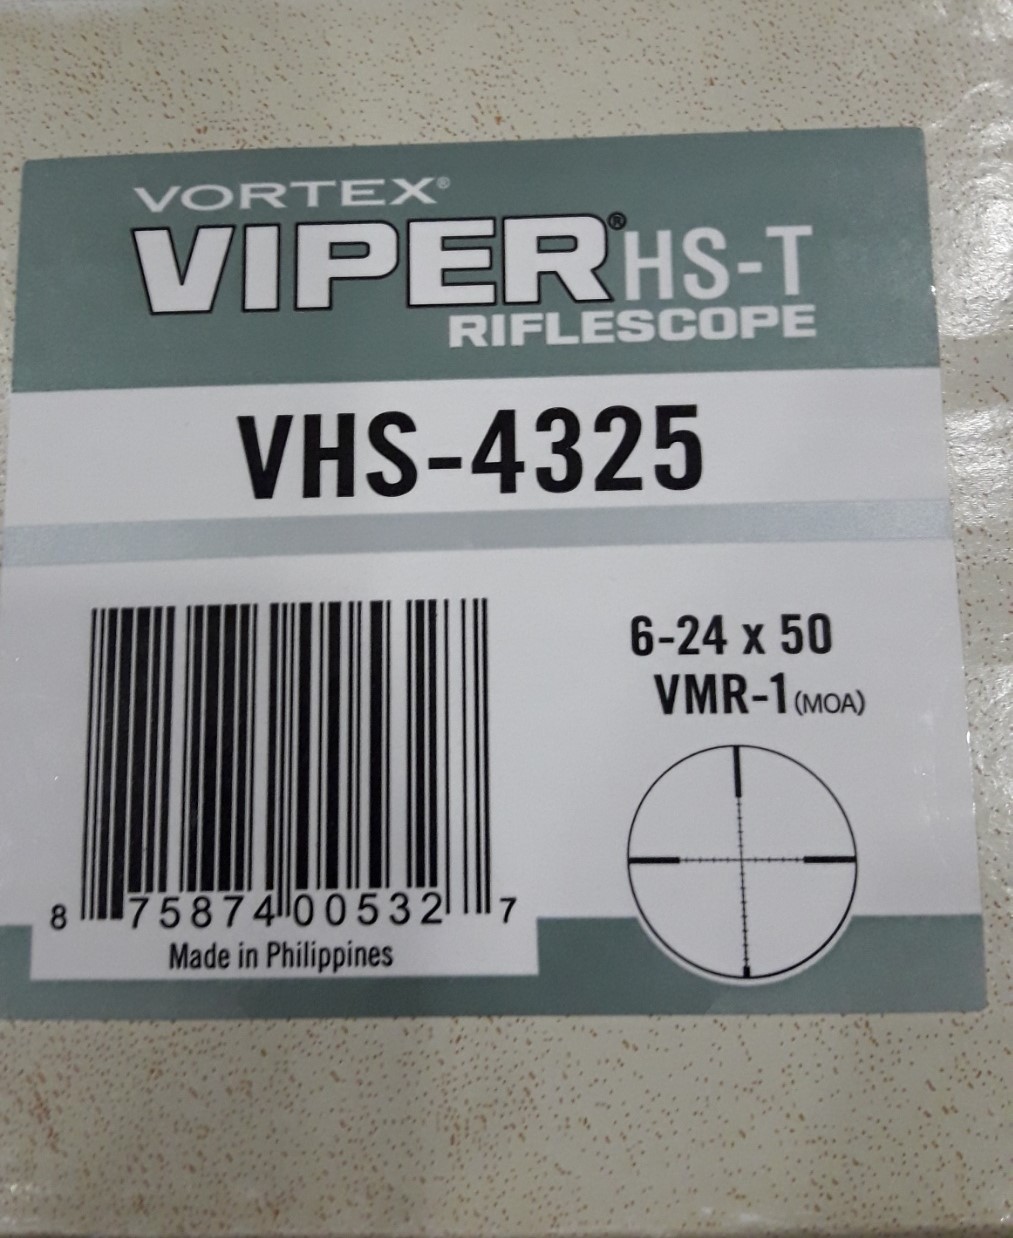 VORTEX®
VIPER® HS-T
RIFLESCOPE
VHS-4325
6-24 x 50
VMR-1 (MOA)
8 75874 00532 7
Made in Philippines